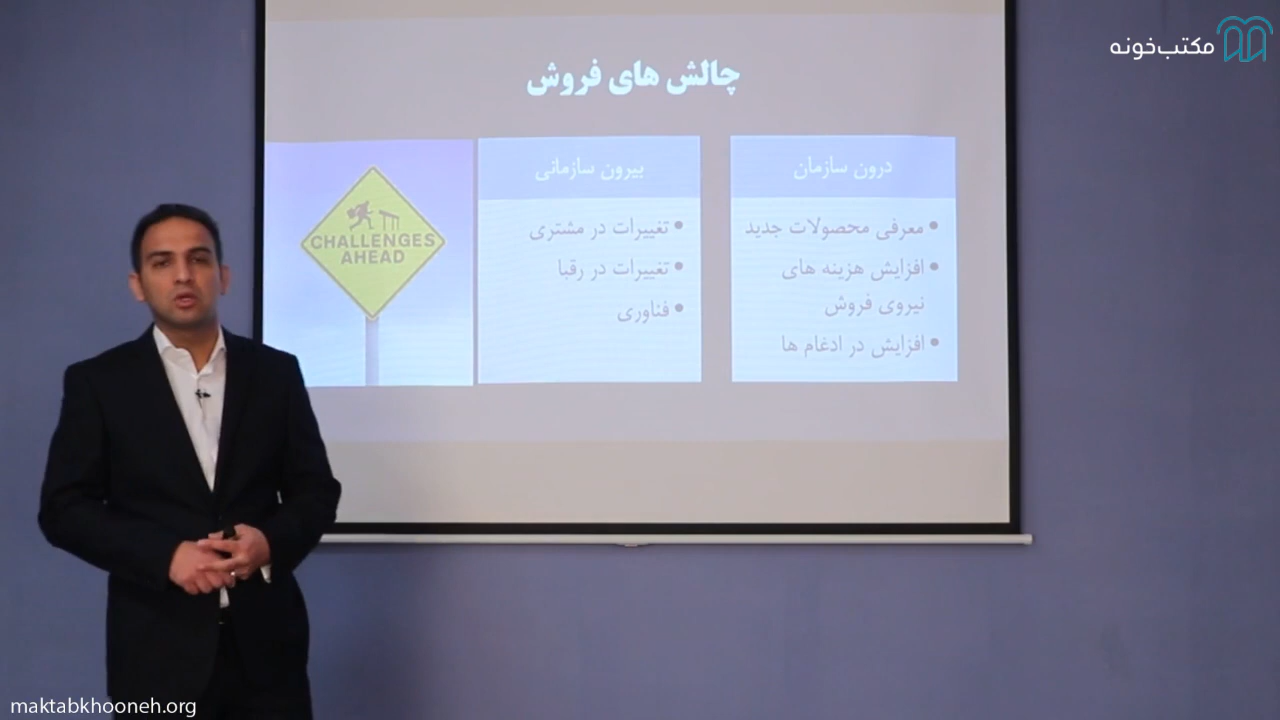 مکتب‌خونه
چالش های فروش
درون سازمان
• معرفی محصولات جدید
• افزایش هزینه های
نیروی فروش
• افزایش در ادغام ها
بیرون سازمانی
• تغییرات در مشتری
• تغییرات در رقبا
• فناوری
CHALLENGES
AHEAD
maktabkhooneh.org